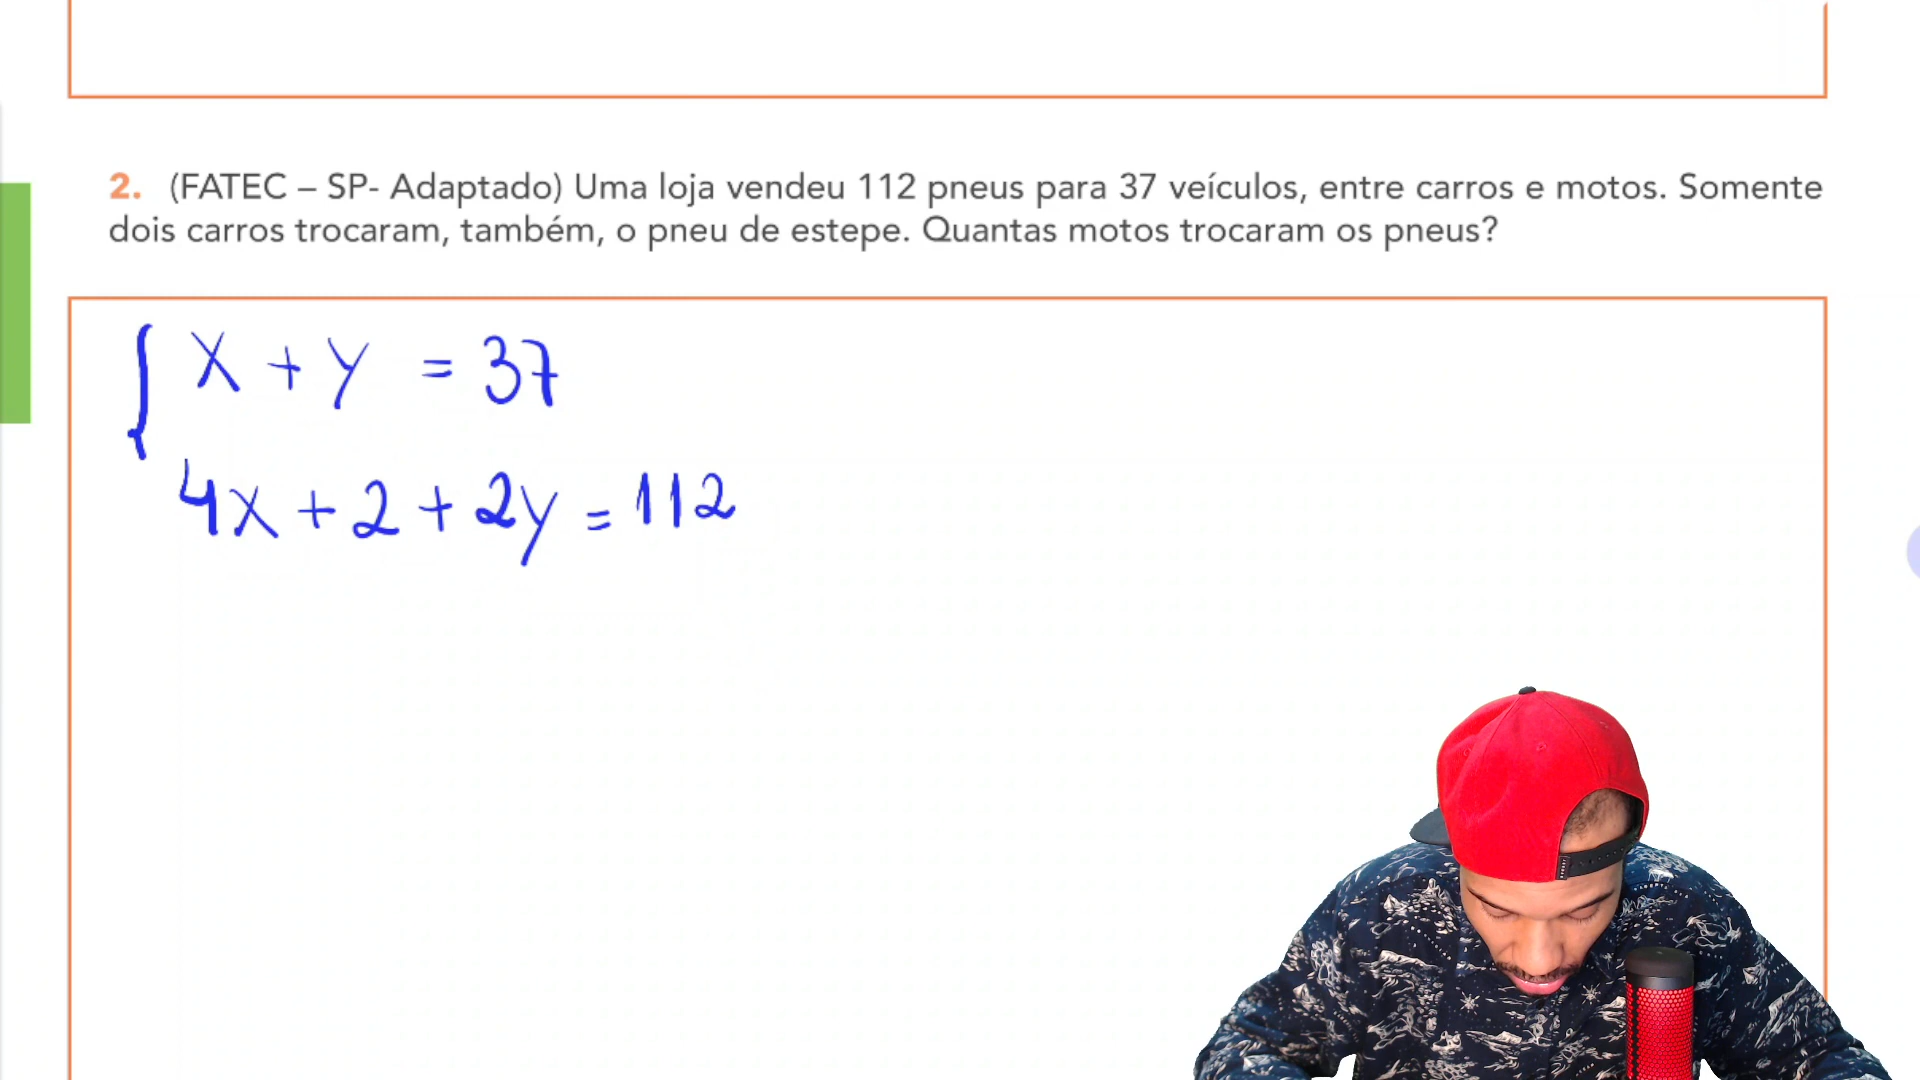 2. (FATEC – SP- Adaptado) Uma loja vendeu 112 pneus para 37 veículos, entre carros e motos. Somente
dois carros trocaram, também, o pneu de estepe. Quantas motos trocaram os pneus?
{ x + y = 37
4x + 2 + 2y = 112